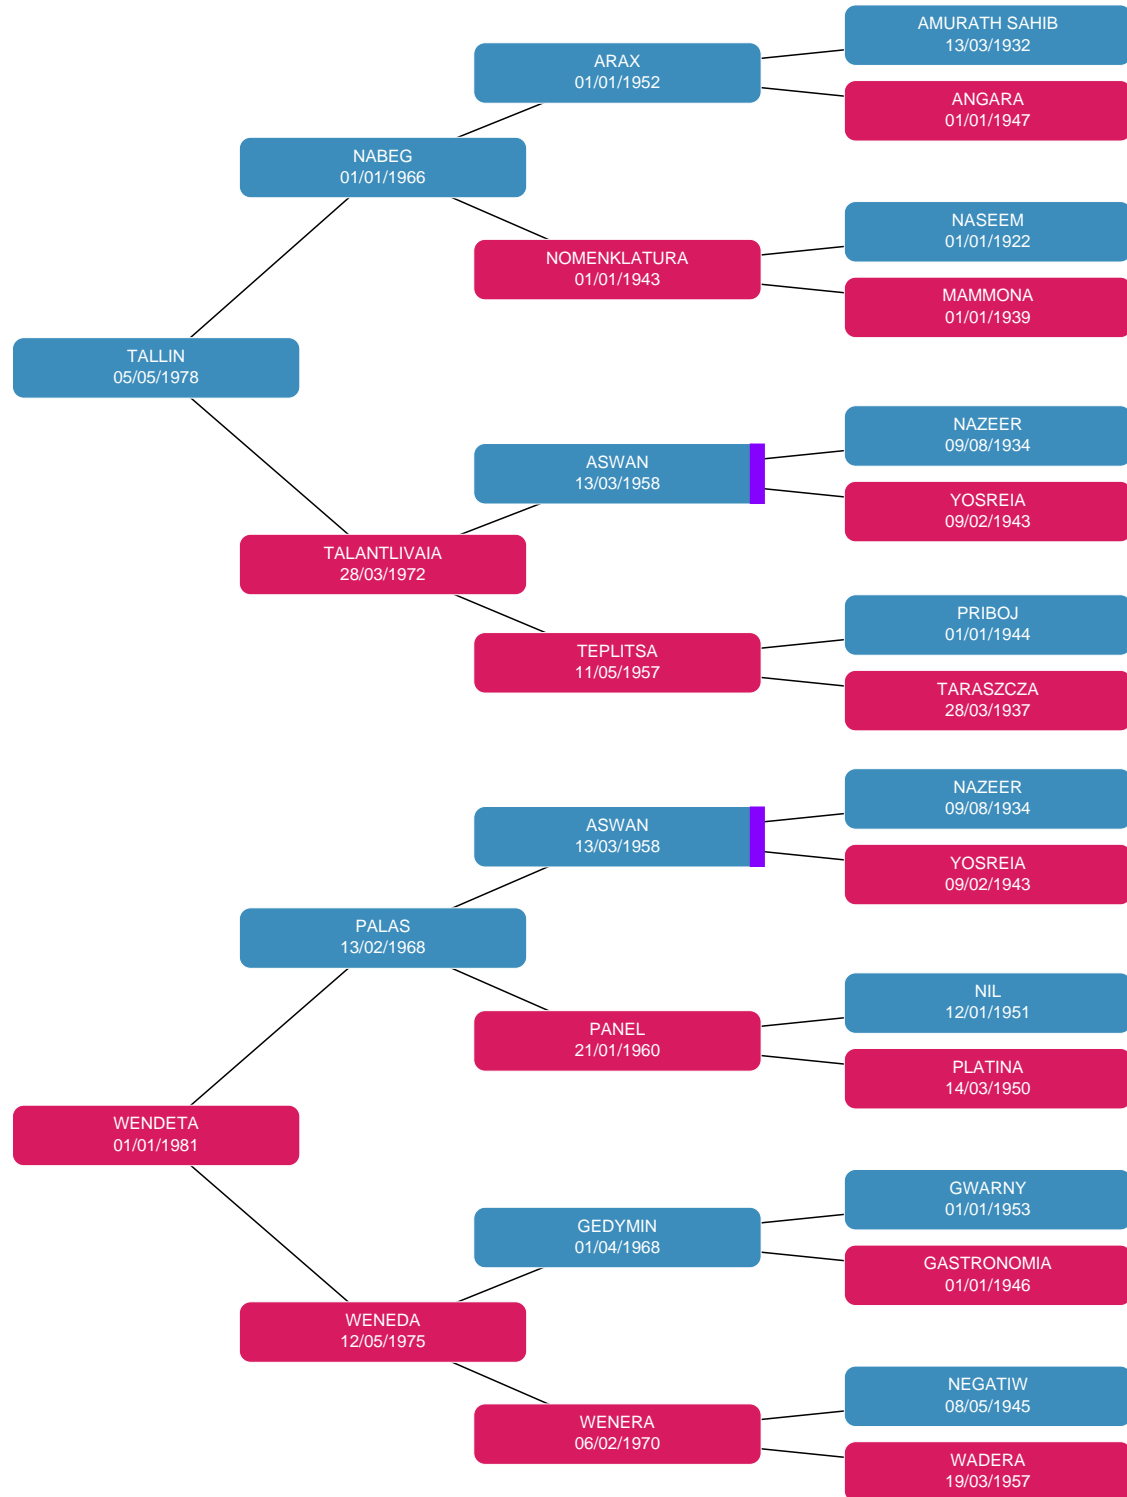 AMURATH SAHIB
13/03/1932
ARAX
01/01/1952
ANGARA
01/01/1947
NABEG
01/01/1966
NASEEM
01/01/1922
NOMENKLATURA
01/01/1943
MAMMONA
01/01/1939
TALLIN
05/05/1978
NAZEER
09/08/1934
ASWAN
13/03/1958
YOSREIA
09/02/1943
TALANTLIVAIA
28/03/1972
PRIBOJ
01/01/1944
TEPLITSA
11/05/1957
TARASZCZA
28/03/1937
NAZEER
09/08/1934
ASWAN
13/03/1958
YOSREIA
09/02/1943
PALAS
13/02/1968
NIL
12/01/1951
PANEL
21/01/1960
PLATINA
14/03/1950
WENDETA
01/01/1981
GWARNY
01/01/1953
GEDYMIN
01/04/1968
GASTRONOMIA
01/01/1946
WENEDA
12/05/1975
NEGATIW
08/05/1945
WENERA
06/02/1970
WADERA
19/03/1957